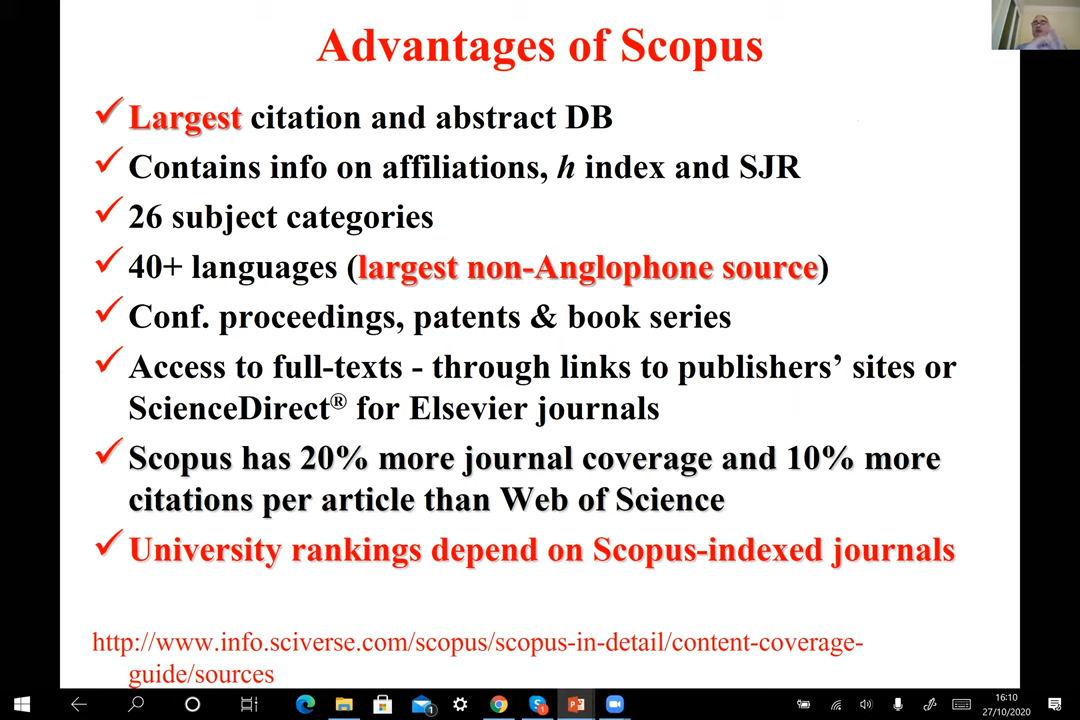 Advantages of Scopus
✓ Largest citation and abstract DB
✓ Contains info on affiliations, h index and SJR
✓ 26 subject categories
✓ 40+ languages (largest non-Anglophone source)
✓ Conf. proceedings, patents & book series
✓ Access to full-texts - through links to publishers’ sites or
ScienceDirect® for Elsevier journals
✓ Scopus has 20% more journal coverage and 10% more
citations per article than Web of Science
✓ University rankings depend on Scopus-indexed journals
http://www.info.sciverse.com/scopus/scopus-in-detail/content-coverage-
guide/sources
16:10
27/10/2020